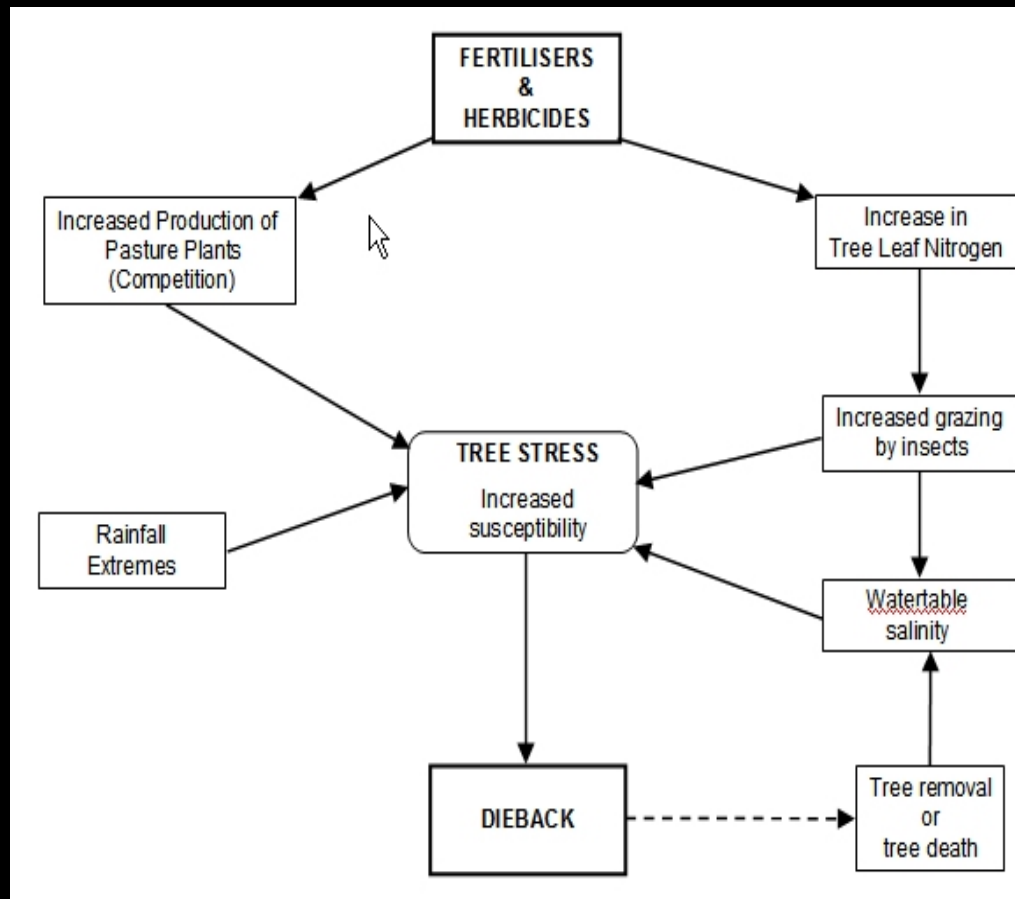 FERTILISERS
&
HERBICIDES
Increased Production of
Pasture Plants
(Competition)
Increase in
Tree Leaf Nitrogen
Increased grazing
by insects
TREE STRESS
Increased
susceptibility
Rainfall
Extremes
Watertable
salinity
DIEBACK
Tree removal
or
tree death